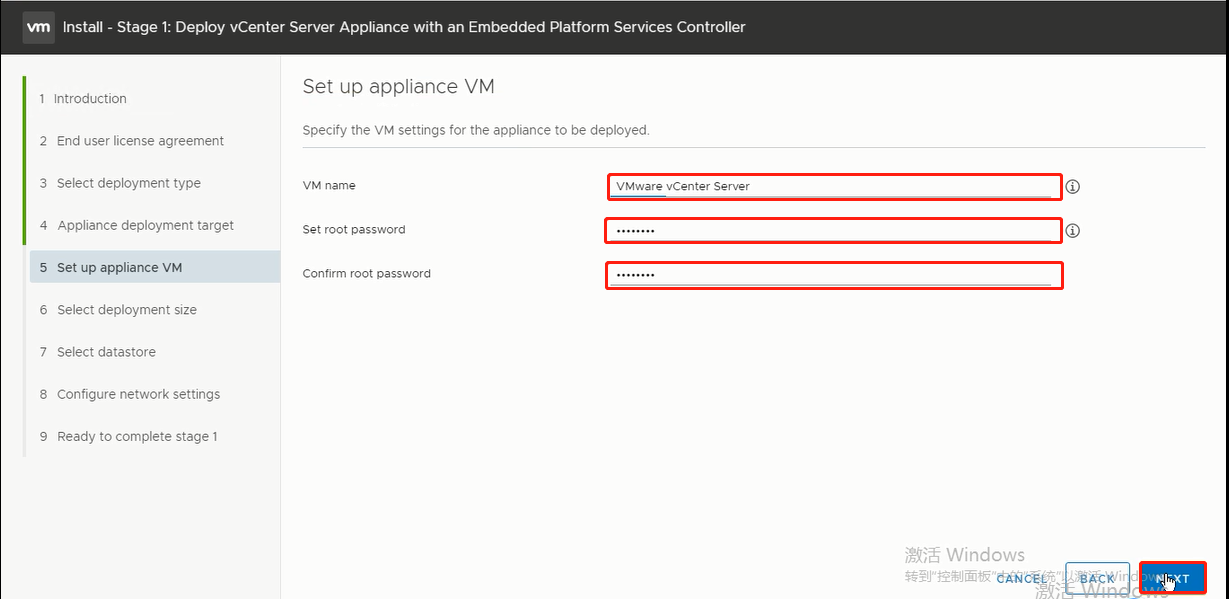 vm Install - Stage 1: Deploy vCenter Server Appliance with an Embedded Platform Services Controller
1 Introduction
2 End user license agreement
3 Select deployment type
4 Appliance deployment target
5 Set up appliance VM
6 Select deployment size
7 Select datastore
8 Configure network settings
9 Ready to complete stage 1
Set up appliance VM
Specify the VM settings for the appliance to be deployed.
VM name
VMware vCenter Server
Set root password
••••••••
Confirm root password
••••••••
激活 Windows
转到"控制面板"中的"系统"以激活 Windows
CANCEL
BACK
NEXT
激活 Windows